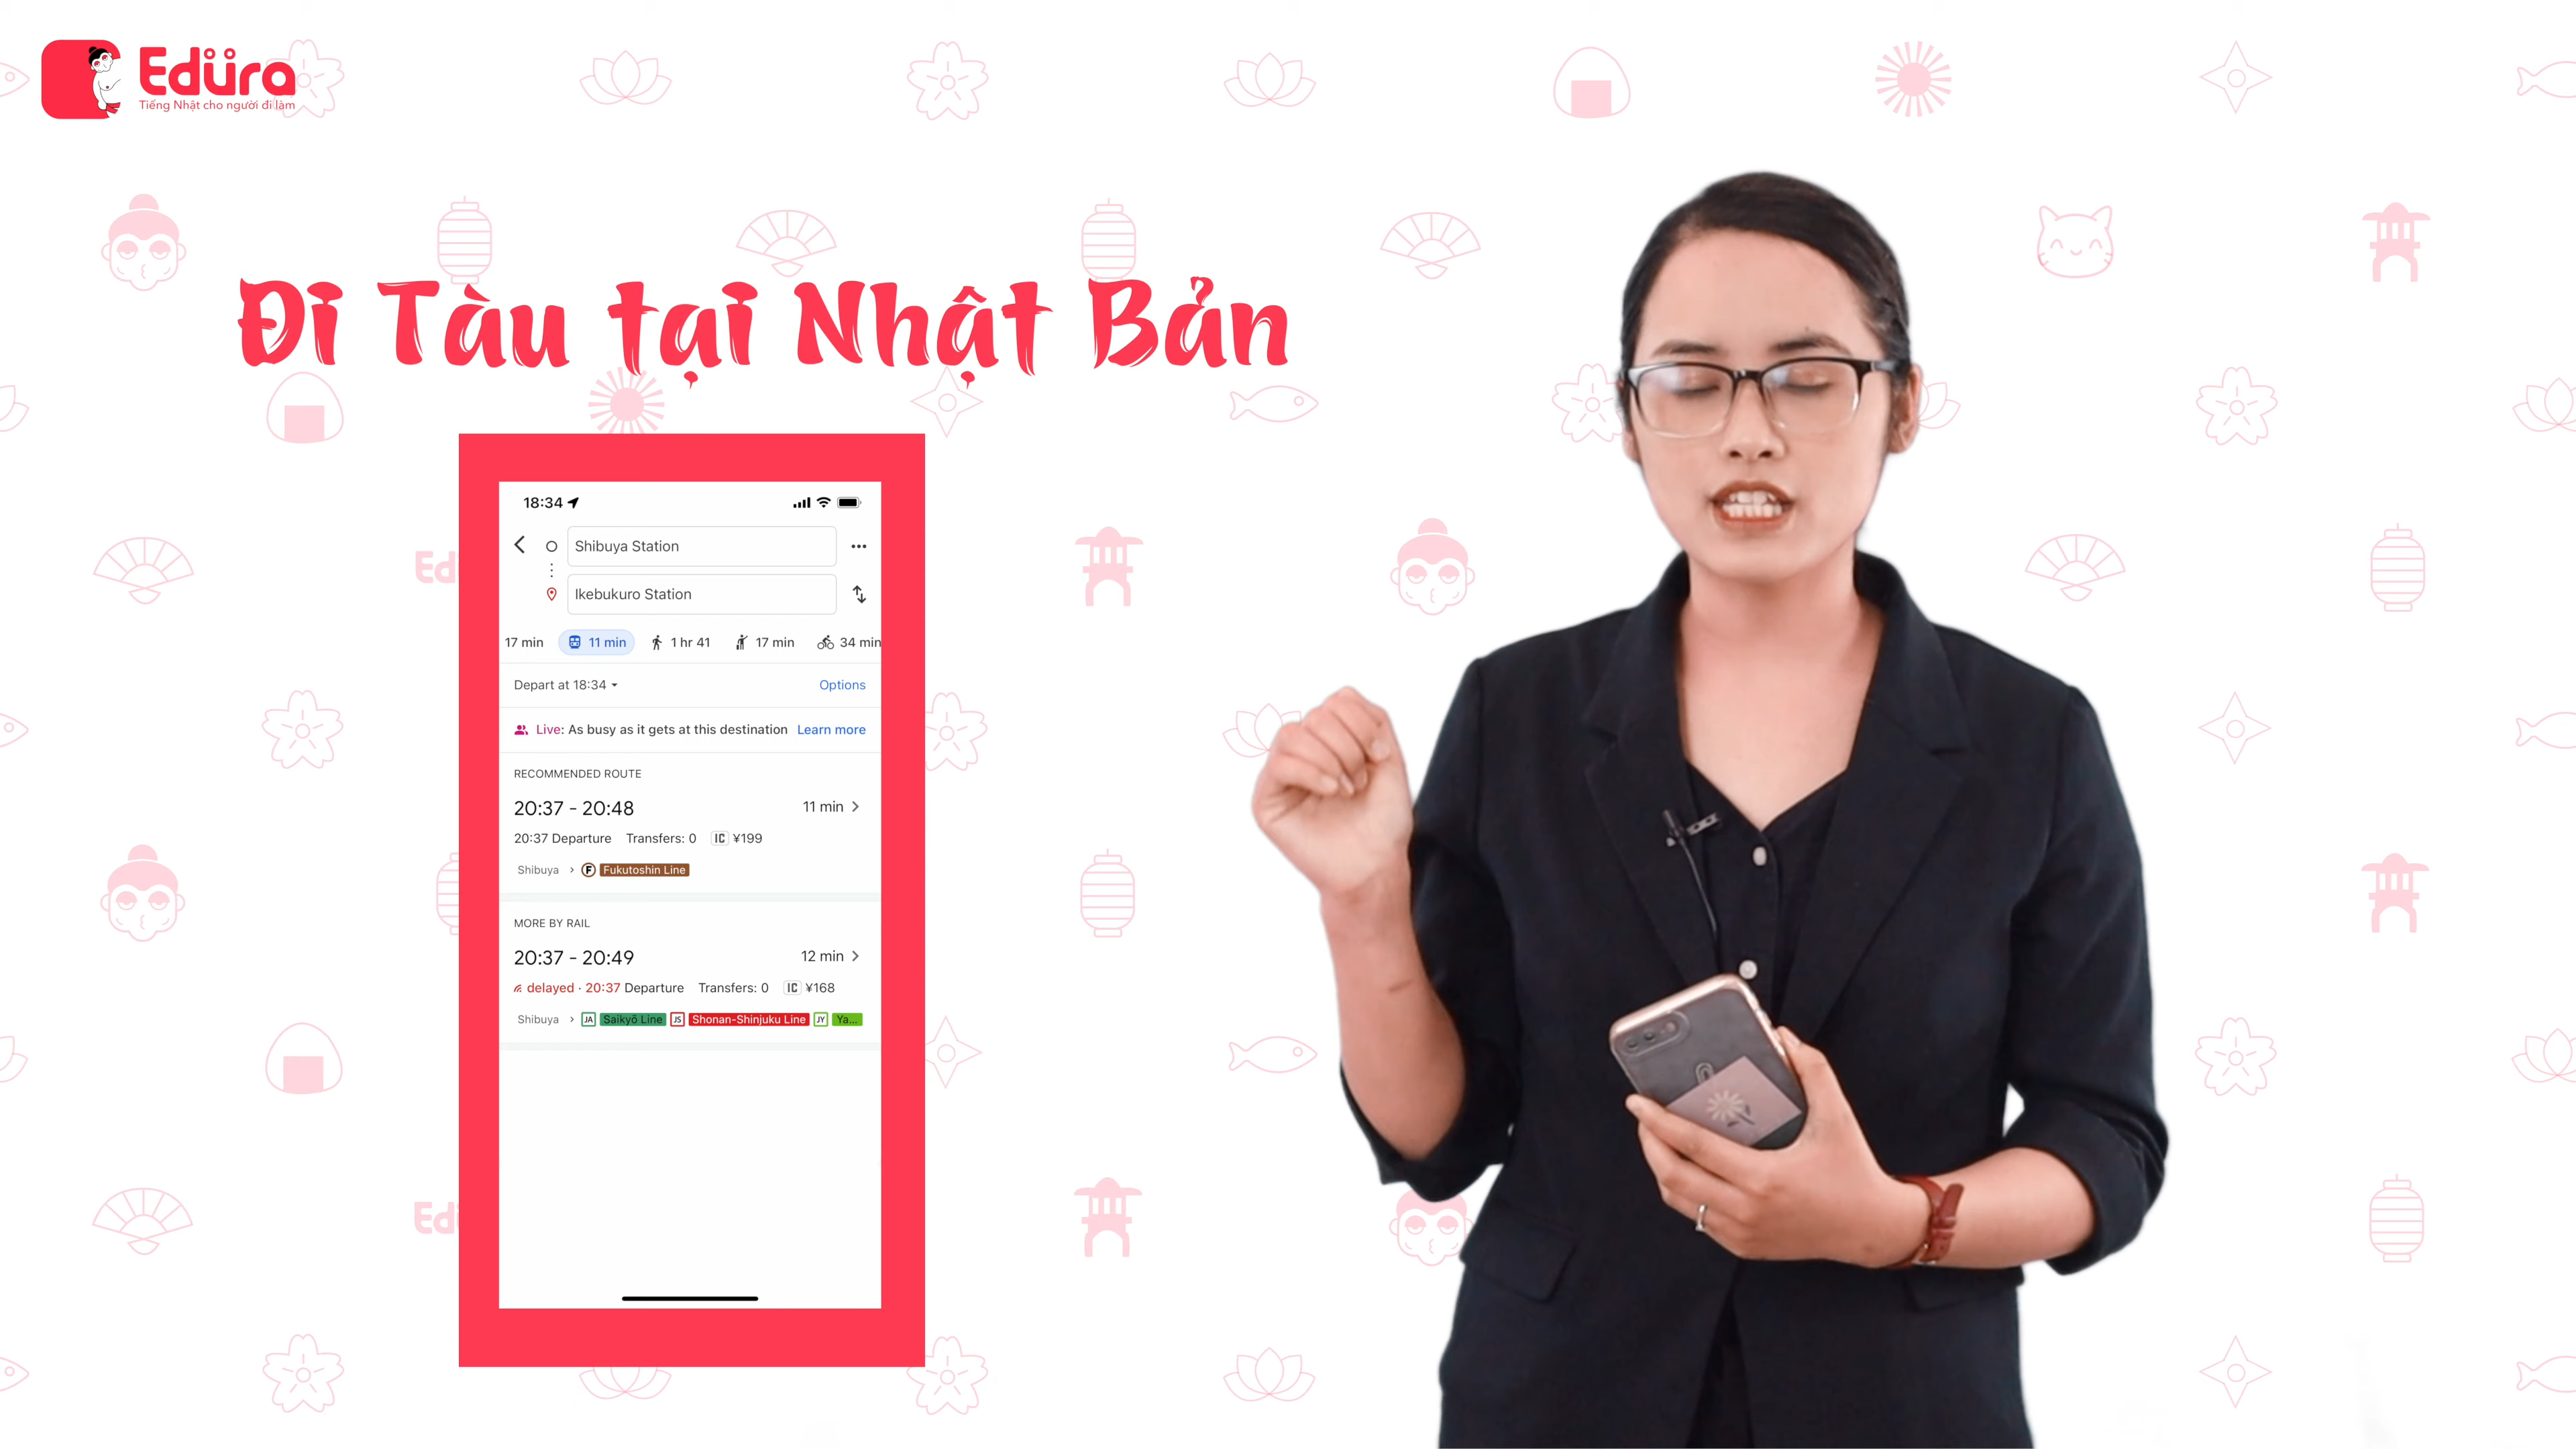 Edüra
Tiếng Nhật cho người đi làm
Đi Tàu tại Nhật Bản
18:34
Shibuya Station
Ikebukuro Station
17 min 11 min 1 hr 41 17 min 34 min
Depart at 18:34 Options
Live: As busy as it gets at this destination Learn more
RECOMMENDED ROUTE
20:37 - 20:48 11 min
20:37 Departure Transfers: 0 IC ¥199
Shibuya > F Fukutoshin Line
MORE BY RAIL
20:37 - 20:49 12 min
delayed · 20:37 Departure Transfers: 0 IC ¥168
Shibuya > JA Saikyō Line JS Shonan-Shinjuku Line JY Ya...